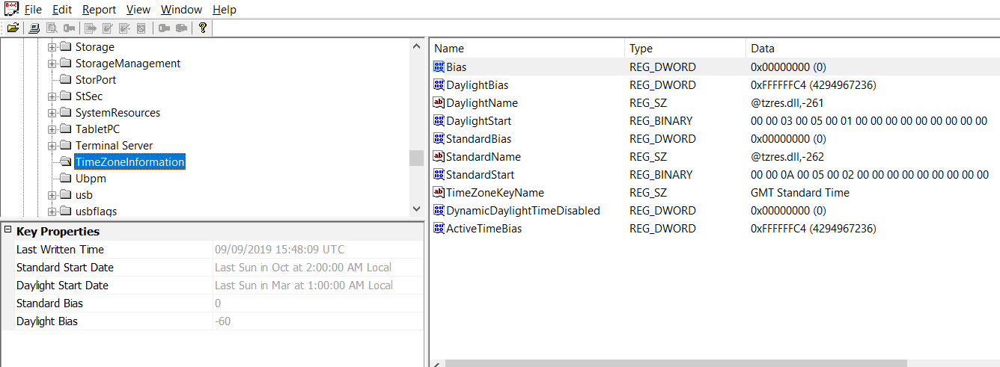 File Edit Report View Window Help
Storage
StorageManagement
StorPort
StSec
SystemResources
TabletPC
Terminal Server
TimeZoneInformation
Ubpm
usb
usbflags
Name Type Data
Bias REG_DWORD 0x00000000 (0)
DaylightBias REG_DWORD 0xFFFFFFC4 (4294967236)
DaylightName REG_SZ @tzres.dll,-261
DaylightStart REG_BINARY 00 00 03 00 05 00 01 00 00 00 00 00 00 00 00 00
StandardBias REG_DWORD 0x00000000 (0)
StandardName REG_SZ @tzres.dll,-262
StandardStart REG_BINARY 00 00 0A 00 05 00 02 00 00 00 00 00 00 00 00 00
TimeZoneKeyName REG_SZ GMT Standard Time
DynamicDaylightTimeDisabled REG_DWORD 0x00000000 (0)
ActiveTimeBias REG_DWORD 0xFFFFFFC4 (4294967236)
Key Properties
Last Written Time 09/09/2019 15:48:09 UTC
Standard Start Date Last Sun in Oct at 2:00:00 AM Local
Daylight Start Date Last Sun in Mar at 1:00:00 AM Local
Standard Bias 0
Daylight Bias -60